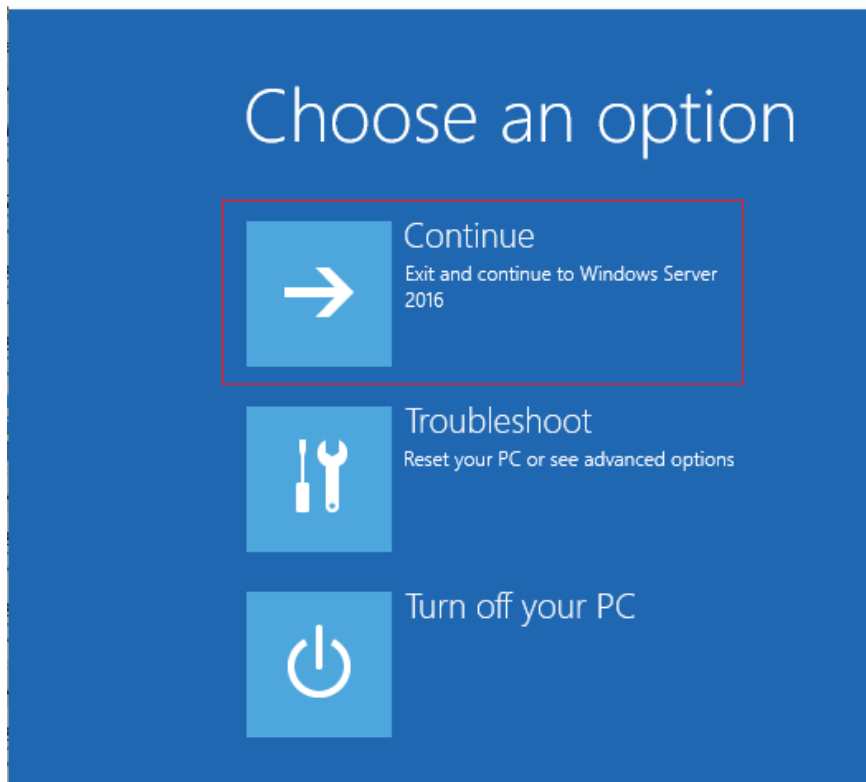 Choose an option
Continue
Exit and continue to Windows Server
2016
Troubleshoot
Reset your PC or see advanced options
Turn off your PC